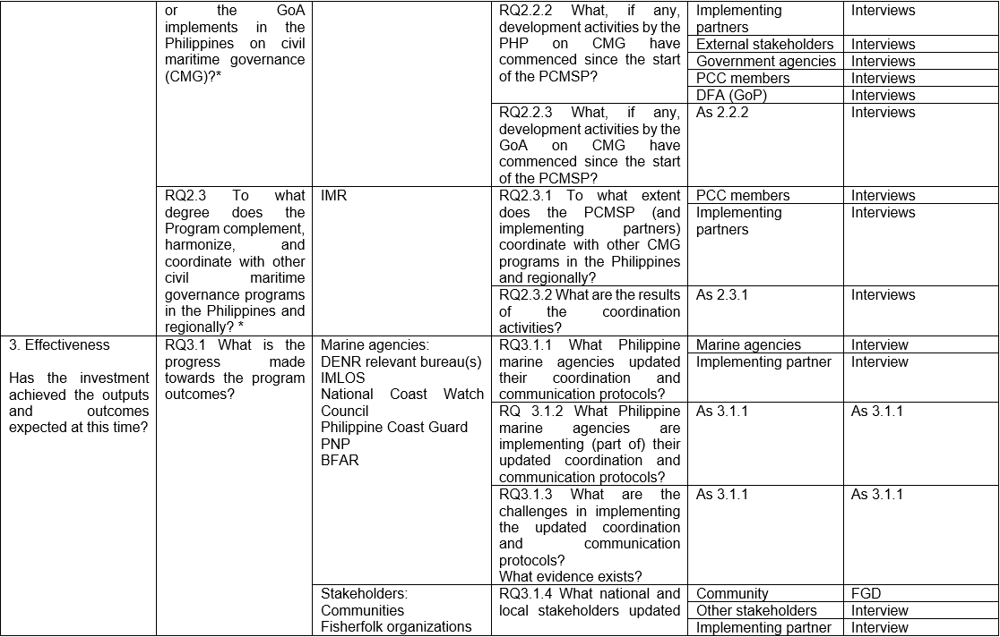 or the GoA
implements in the
Philippines on civil
maritime governance
(CMG)?*
RQ2.2.2 What, if any,
development activities by the
PHP on CMG have
commenced since the start
of the PCMSP?
Implementing
partners
Interviews
External stakeholders
Interviews
Government agencies
Interviews
PCC members
Interviews
DFA (GoP)
Interviews
RQ2.2.3 What, if any,
development activities by the
GoA on CMG have
commenced since the start
of the PCMSP?
As 2.2.2
Interviews
RQ2.3 To what
degree does the
Program complement,
harmonize, and
coordinate with other
civil maritime
governance programs
in the Philippines and
regionally? *
IMR
RQ2.3.1 To what extent
does the PCMSP (and
implementing partners)
coordinate with other CMG
programs in the Philippines
and regionally?
PCC members
Interviews
Implementing
partners
Interviews
RQ2.3.2 What are the results
of the coordination
activities?
As 2.3.1
Interviews
3. Effectiveness
Has the investment
achieved the outputs
and outcomes
expected at this time?
RQ3.1 What is the
progress made
towards the program
outcomes?
Marine agencies:
DENR relevant bureau(s)
IMLOS
National Coast Watch
Council
Philippine Coast Guard
PNP
BFAR
RQ3.1.1 What Philippine
marine agencies updated
their coordination and
communication protocols?
Marine agencies
Interview
Implementing partner
Interview
RQ 3.1.2 What Philippine
marine agencies are
implementing (part of) their
updated coordination and
communication protocols?
As 3.1.1
As 3.1.1
RQ3.1.3 What are the
challenges in implementing
the updated coordination
and communication
protocols?
What evidence exists?
As 3.1.1
As 3.1.1
Stakeholders:
Communities
Fisherfolk organizations
RQ3.1.4 What national and
local stakeholders updated
Community
FGD
Other stakeholders
Interview
Implementing partner
Interview